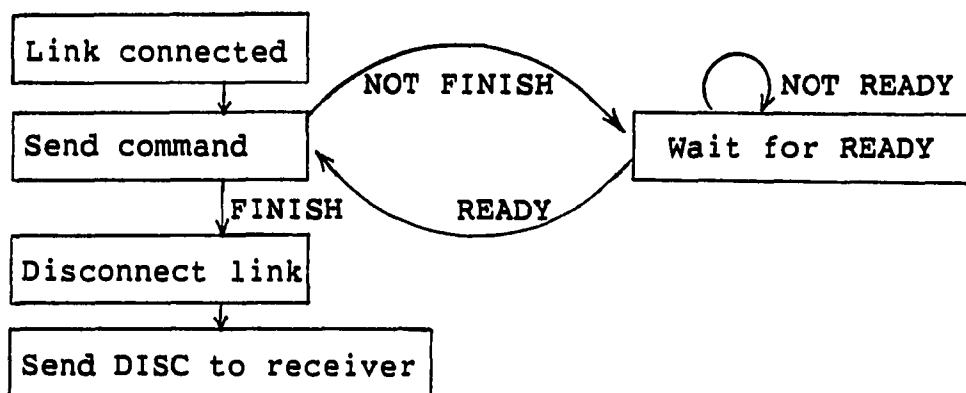 Link connected
NOT FINISH
NOT READY
Send command
Wait for READY
FINISH
READY
Disconnect link
Send DISC to receiver